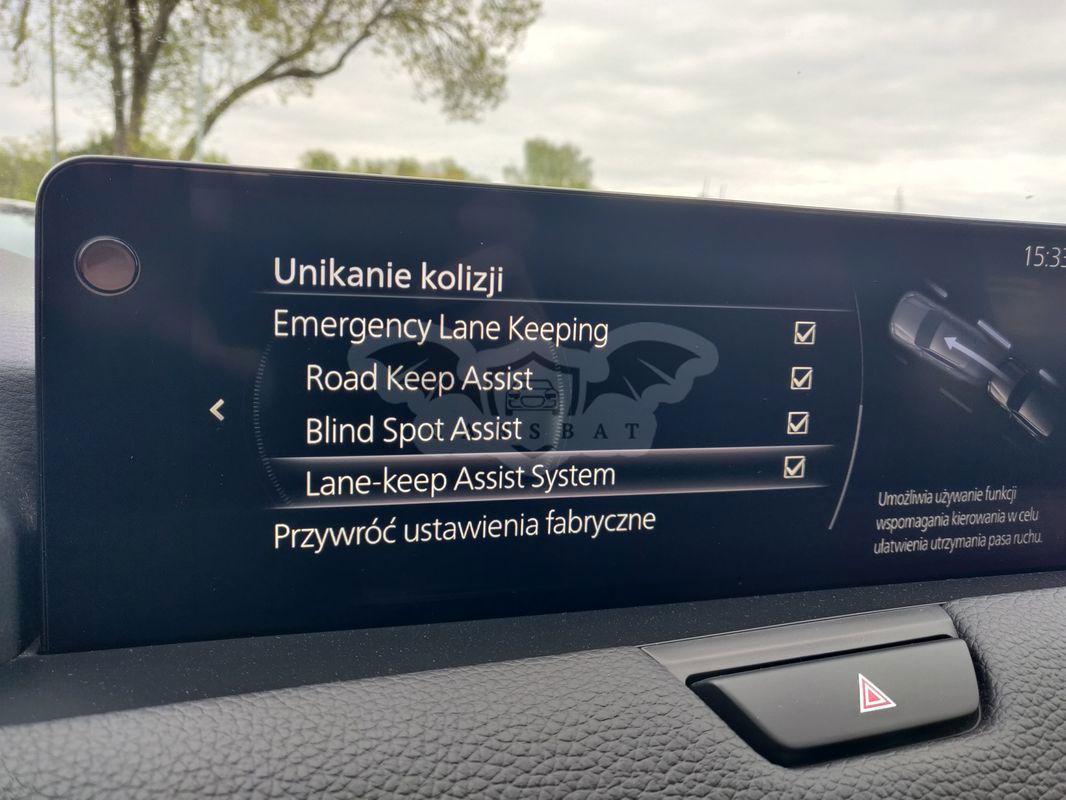 Unikanie kolizji
15:33
Emergency Lane Keeping
Road Keep Assist
Blind Spot Assist
Lane-keep Assist System
Przywróć ustawienia fabryczne
Umożliwia używanie funkcji
wspomagania kierowania w celu
ułatwienia utrzymania pasa ruchu.